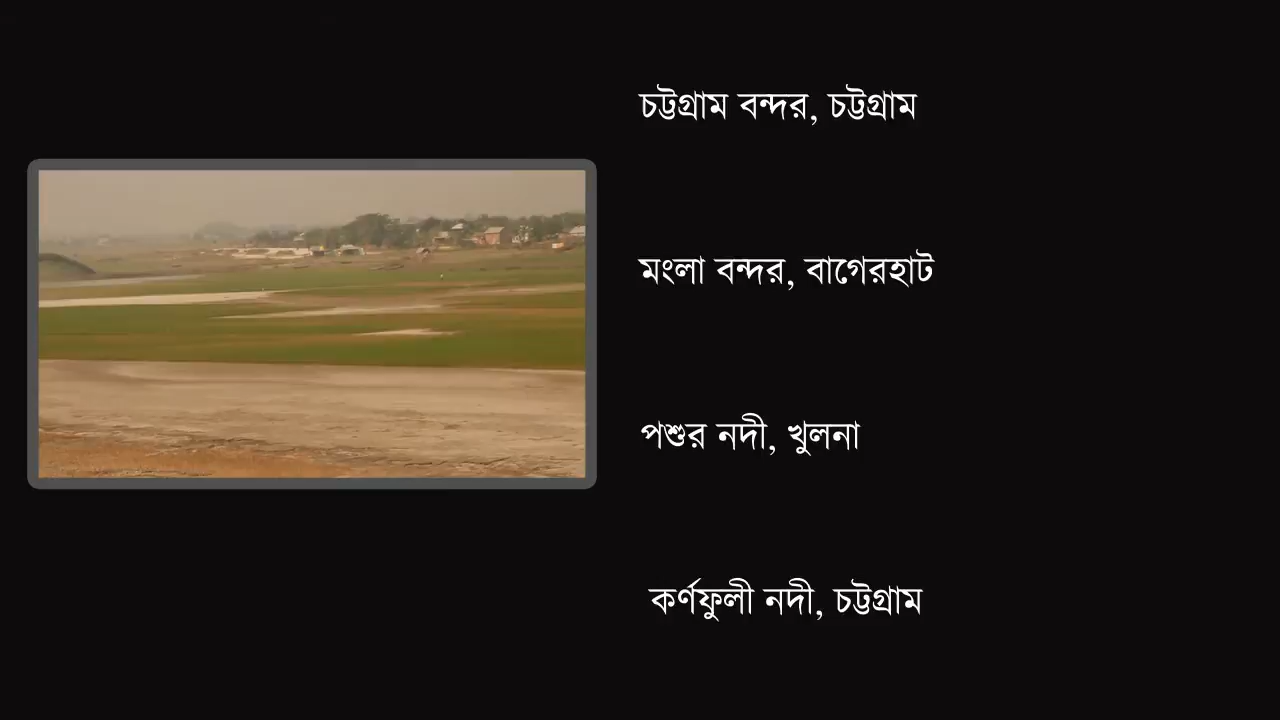 চট্টগ্রাম বন্দর, চট্টগ্রাম
মংলা বন্দর, বাগেরহাট
পশুর নদী, খুলনা
কর্ণফুলী নদী, চট্টগ্রাম